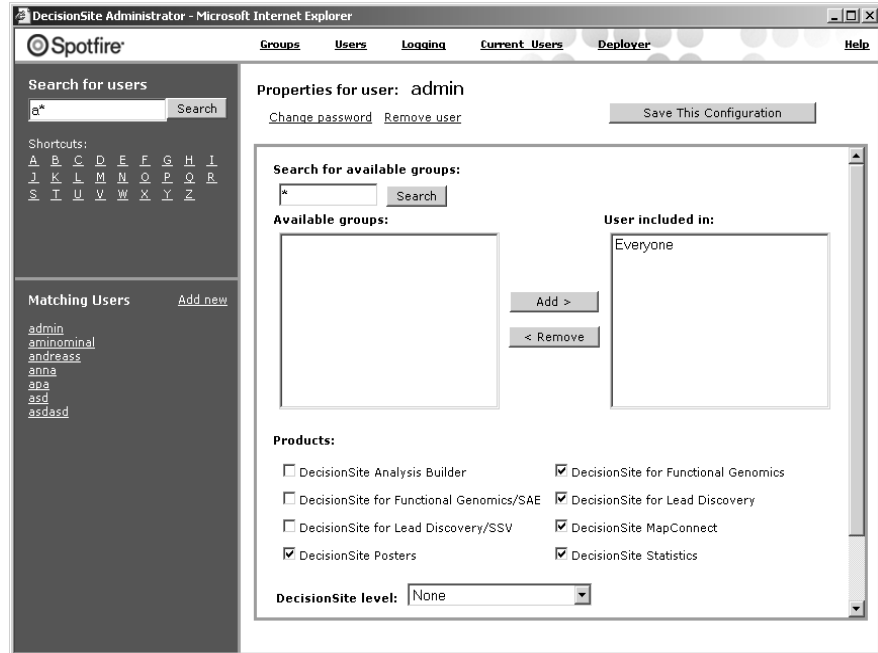 DecisionSite Administrator - Microsoft Internet Explorer
Spotfire
Groups Users Logging Current Users Deployer Help
Search for users
a* Search
Shortcuts:
A B C D E F G H I
J K L M N O P Q R
S T U V W X Y Z
Matching Users Add new
admin
aminominal
andreass
anna
apa
asd
asdasd
Properties for user: admin
Change password Remove user
Save This Configuration
Search for available groups:
* Search
Available groups:
User included in:
Everyone
Add >
< Remove
Products:
DecisionSite Analysis Builder DecisionSite for Functional Genomics
DecisionSite for Functional Genomics/SAE DecisionSite for Lead Discovery
DecisionSite for Lead Discovery/SSV DecisionSite MapConnect
DecisionSite Posters DecisionSite Statistics
DecisionSite level: None